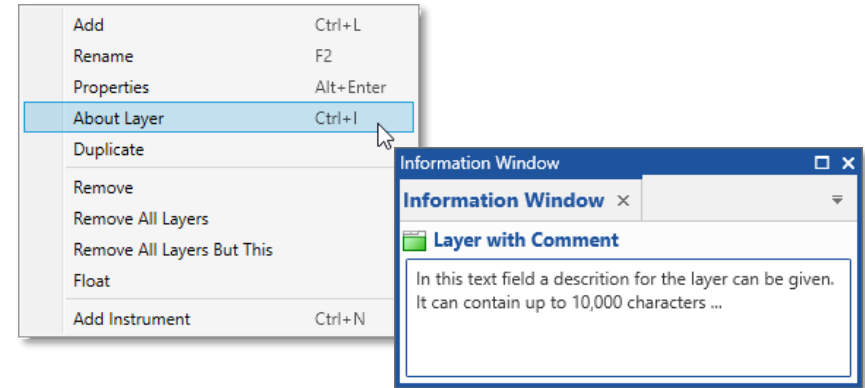 Add Ctrl+L
Rename F2
Properties Alt+Enter
About Layer Ctrl+I
Duplicate
Remove
Remove All Layers
Remove All Layers But This
Float
Add Instrument Ctrl+N
Information Window
Information Window
Layer with Comment
In this text field a descrition for the layer can be given.
It can contain up to 10,000 characters ...